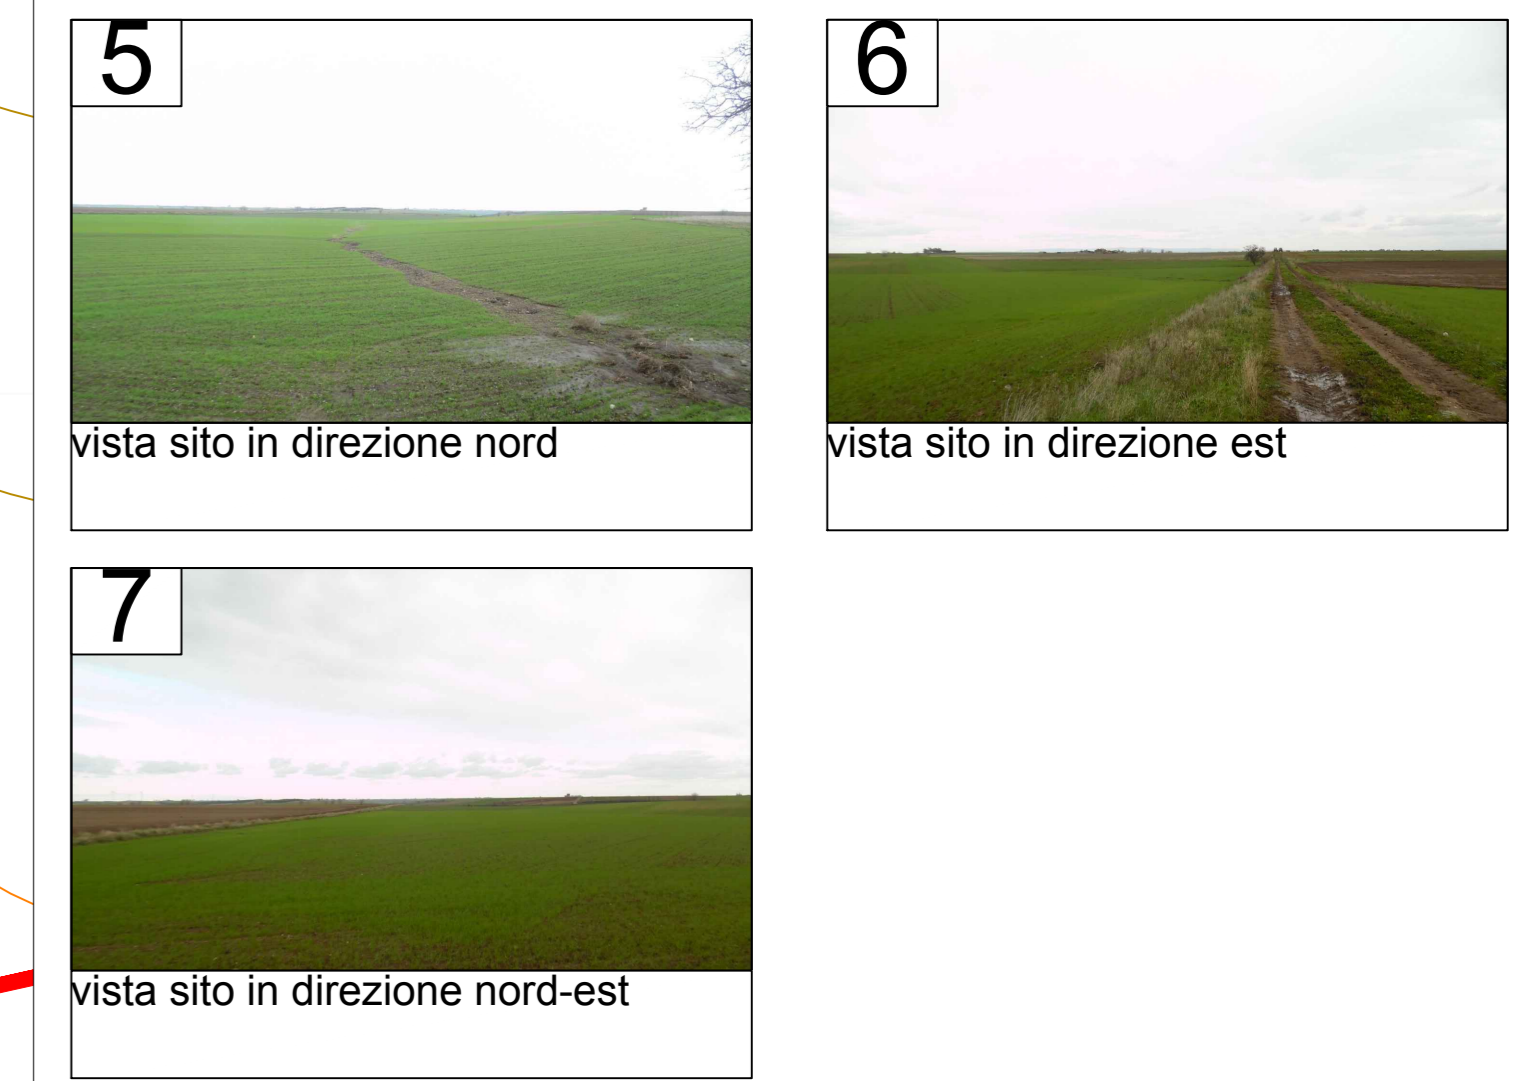 5
vista sito in direzione nord
6
vista sito in direzione est
7
vista sito in direzione nord-est